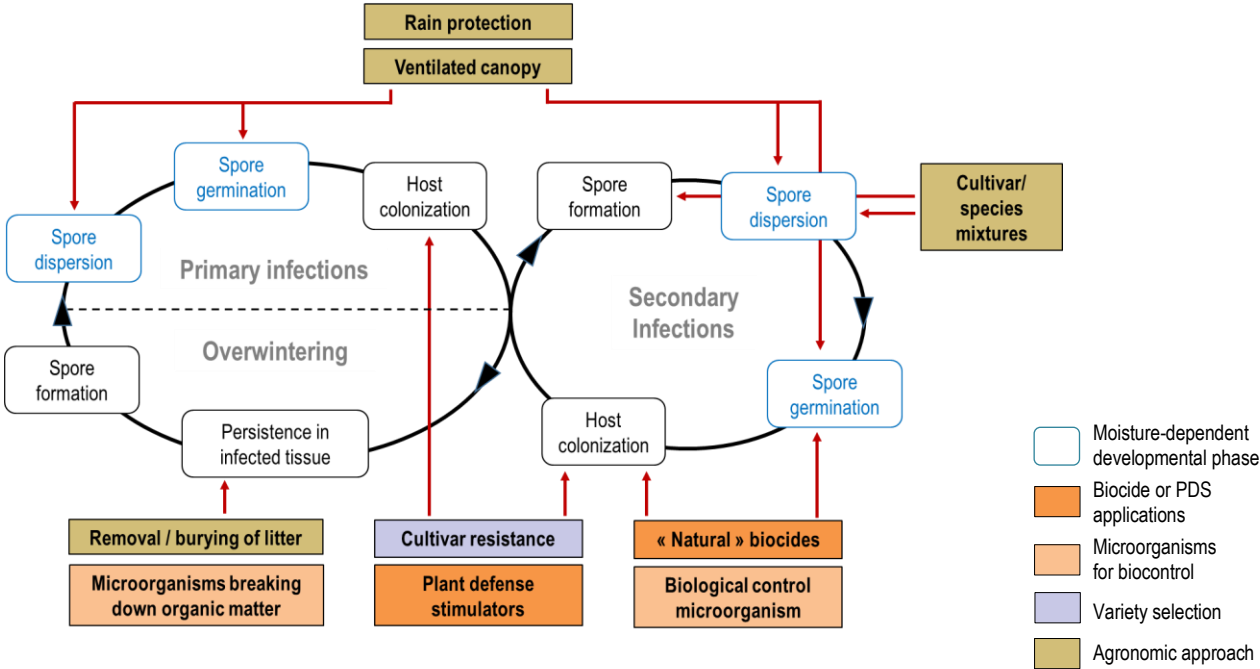 Rain protection
Ventilated canopy
Spore
germination
Host
colonization
Spore
formation
Spore
dispersion
Cultivar/
species
mixtures
Spore
dispersion
Primary infections
Secondary
Infections
Overwintering
Spore
formation
Spore
germination
Persistence in
infected tissue
Host
colonization
Removal / burying of litter
Microorganisms breaking
down organic matter
Cultivar resistance
Plant defense
stimulators
« Natural » biocides
Biological control
microorganism
Moisture-dependent
developmental phase
Biocide or PDS
applications
Microorganisms
for biocontrol
Variety selection
Agronomic approach